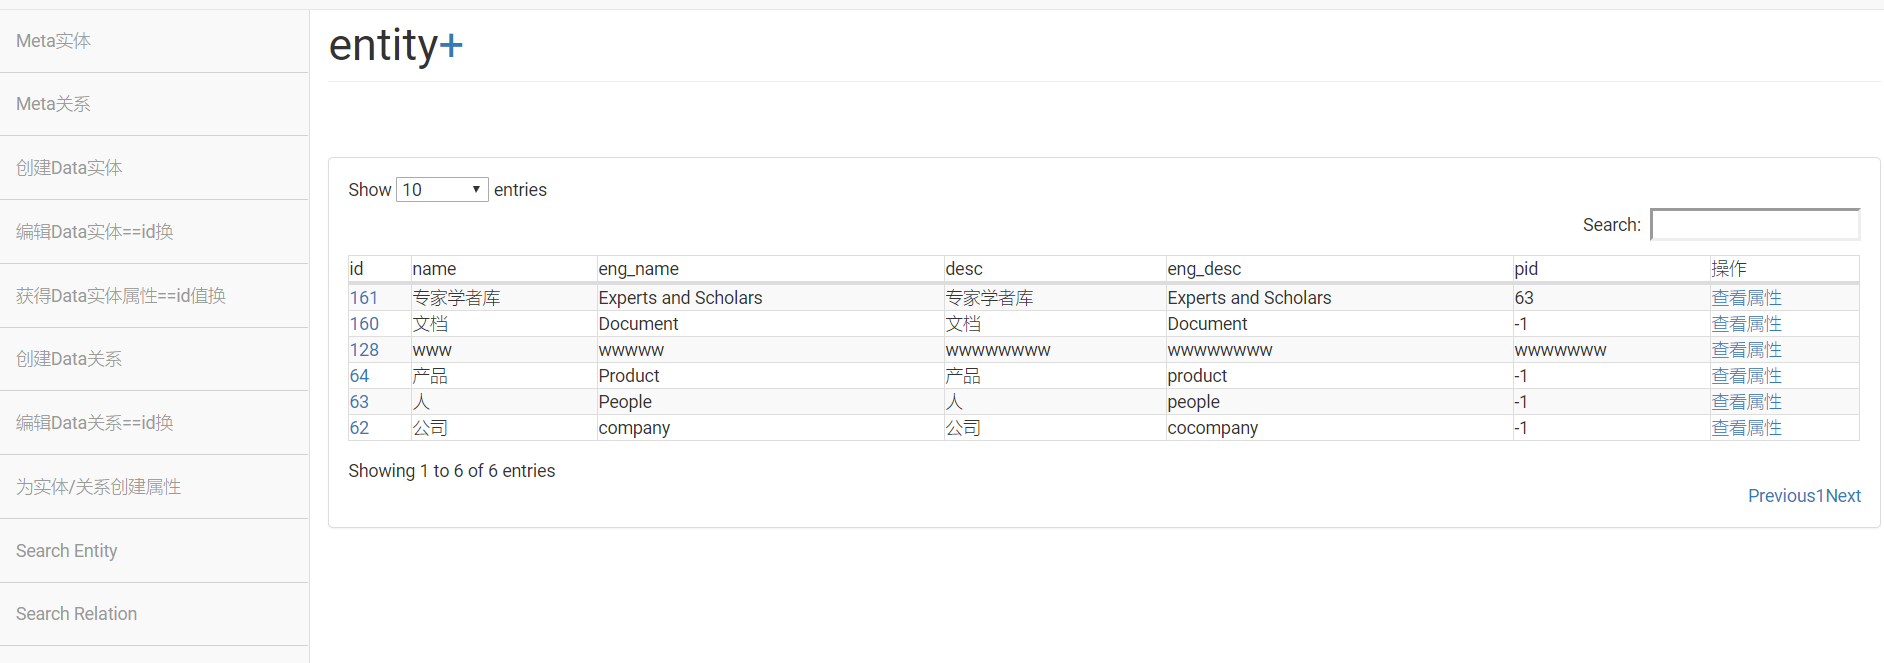 Meta实体
Meta关系
创建Data实体
编辑Data实体==id换
获得Data实体属性==id值换
创建Data关系
编辑Data关系==id换
为实体/关系创建属性
Search Entity
Search Relation
entity+
Show 10 entries
Search:
id name eng_name desc eng_desc pid 操作
161 专家学者库 Experts and Scholars 专家学者库 Experts and Scholars 63 查看属性
160 文档 Document 文档 Document -1 查看属性
128 www wwwww wwwwwwww wwwwwwww wwwwwww 查看属性
64 产品 Product 产品 product -1 查看属性
63 人 People 人 people -1 查看属性
62 公司 company 公司 cocompany -1 查看属性
Showing 1 to 6 of 6 entries
Previous1Next